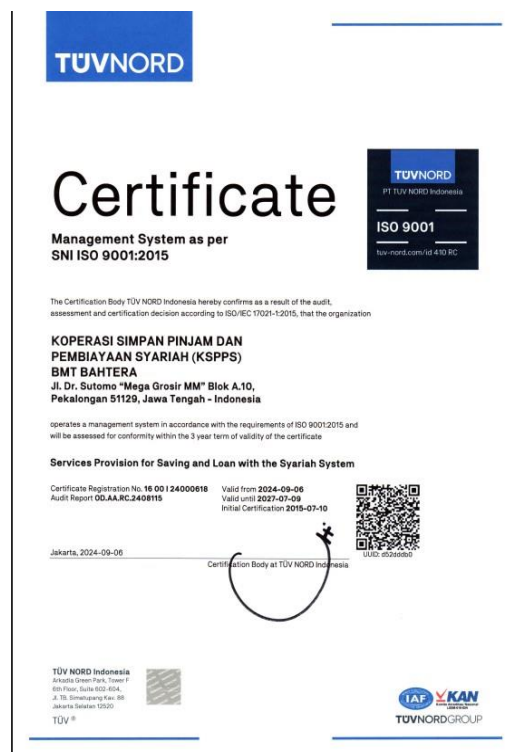 TÜVNORD
Certificate
TÜVNORD
PT TUV NORD Indonesia
ISO 9001
tuv-nord.com/id 410 RC
Management System as per
SNI ISO 9001:2015
The Certification Body TÜV NORD Indonesia hereby confirms as a result of the audit,
assessment and certification decision according to ISO/IEC 17021-1:2015, that the organization
KOPERASI SIMPAN PINJAM DAN
PEMBIAYAAN SYARIAH (KSPPS)
BMT BAHTERA
Jl. Dr. Sutomo “Mega Grosir MM” Blok A.10,
Pekalongan 51129, Jawa Tengah - Indonesia
operates a management system in accordance with the requirements of ISO 9001:2015 and
will be assessed for conformity within the 3 year term of validity of the certificate
Services Provision for Saving and Loan with the Syariah System
Certificate Registration No. 16 00 I 24000618
Audit Report OD.AA.RC.2408115
Valid from 2024-09-06
Valid until 2027-07-09
Initial Certification 2015-07-10
UUID: d52dddb0
Jakarta, 2024-09-06
Certification Body at TÜV NORD Indonesia
TÜV NORD Indonesia
Arkadia Green Park, Tower F
6th Floor, Suite 602-604,
Jl. TB. Simatupang Kav. 88
Jakarta Selatan 12520
TÜV ®
IAF
KAN
TÜVNORDGROUP